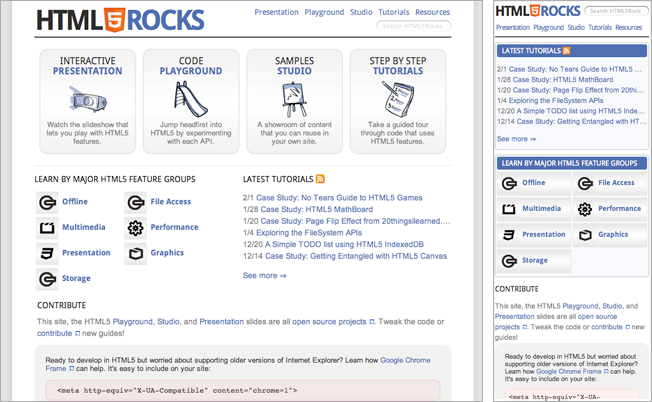 HTML5ROCKS
Presentation Playground Studio Tutorials Resources
Search HTML5Rocks
INTERACTIVE
PRESENTATION
Watch the slideshow that
lets you play with HTML5
features.
CODE
PLAYGROUND
Jump headfirst into
HTML5 by experimenting
with each API.
SAMPLES
STUDIO
A showroom of content
that you can reuse in
your own site.
STEP BY STEP
TUTORIALS
Take a guided tour
through code that
uses HTML5 features.
LEARN BY MAJOR HTML5 FEATURE GROUPS
Offline
File Access
Multimedia
Performance
Presentation
Graphics
Storage
LATEST TUTORIALS
2/1 Case Study: No Tears Guide to HTML5 Games
1/28 Case Study: HTML5 MathBoard
1/20 Case Study: Page Flip Effect from 20thingsilearned....
1/4 Exploring the FileSystem APIs
12/20 A Simple TODO list using HTML5 IndexedDB
12/14 Case Study: Getting Entangled with HTML5 Canvas
See more ⇒
CONTRIBUTE
This site, the HTML5 Playground, Studio, and Presentation slides are all open source projects. Tweak the code or
contribute new guides!
Ready to develop in HTML5 but worried about supporting older versions of Internet Explorer? Learn how Google Chrome
Frame can help. It's easy to include on your site:
<meta http-equiv="X-UA-Compatible" content="chrome=1">
HTML5ROCKS
Search HTML5Rock
Presentation Playground Studio Tutorials Resources
LATEST TUTORIALS
2/1 Case Study: No Tears Guide to HTML5 ...
1/28 Case Study: HTML5 MathBoard
1/20 Case Study: Page Flip Effect from 20thi...
1/4 Exploring the FileSystem APIs
12/20 A Simple TODO list using HTML5 Inde...
12/14 Case Study: Getting Entangled with HT...
See more ⇒
LEARN BY MAJOR HTML5 FEATURE GROUPS
Offline
File Access
Multimedia
Performance
Presentation
Graphics
Storage
CONTRIBUTE
This site, the HTML5 Playground, Studio, and
Presentation slides are all open source
projects. Tweak the code or contribute new
guides!
Ready to develop in HTML5 but worried about
supporting older versions of Internet Explorer?
Learn how Google Chrome Frame can help.
It's easy to include on your site:
<meta http-equiv="X-UA-